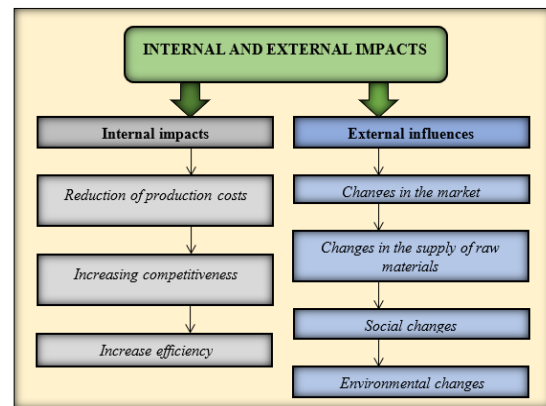 INTERNAL AND EXTERNAL IMPACTS
Internal impacts
Reduction of production costs
Increasing competitiveness
Increase efficiency
External influences
Changes in the market
Changes in the supply of raw
materials
Social changes
Environmental changes